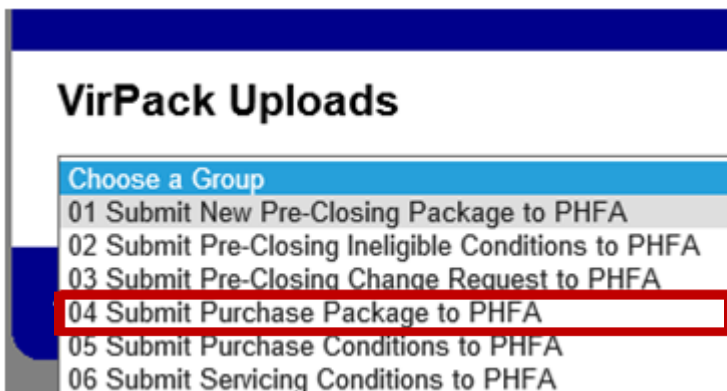 VirPack Uploads
Choose a Group
01 Submit New Pre-Closing Package to PHFA
02 Submit Pre-Closing Ineligible Conditions to PHFA
03 Submit Pre-Closing Change Request to PHFA
04 Submit Purchase Package to PHFA
05 Submit Purchase Conditions to PHFA
06 Submit Servicing Conditions to PHFA